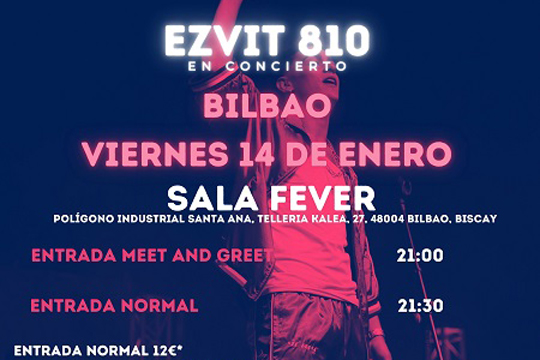 EZVIT 810
EN CONCIERTO
BILBAO
VIERNES 14 DE ENERO
SALA FEVER
POLÍGONO INDUSTRIAL SANTA ANA, TELLERIA KALEA, 27, 48004 BILBAO, BISCAY
ENTRADA MEET AND GREET 21:00
ENTRADA NORMAL 21:30
ENTRADA NORMAL 12€*